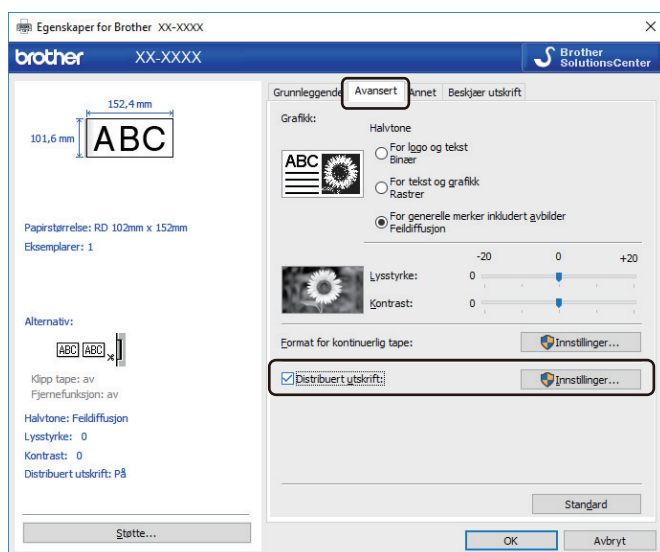 Egenskaper for Brother XX-XXXX
brother XX-XXXX
Brother
SolutionsCenter
152,4 mm
101,6 mm
ABC
Papirstørrelse: RD 102mm x 152mm
Eksemplarer: 1
Alternativ:
ABC ABC
Klipp tape: av
Fjernefunksjon: av
Halvtone: Feildiffusjon
Lysstyrke: 0
Kontrast: 0
Distribuert utskrift: På
Støtte...
Grunnleggende Avansert Annet Beskjær utskrift
Grafikk:
ABC
Halvtone
For logo og tekst
Binær
For tekst og grafikk
Rastrer
For generelle merker inkludert avbilder
Feildiffusjon
-20 0 +20
Lysstyrke: 0
Kontrast: 0
Format for kontinuerlig tape: Innstillinger...
Distribuert utskrift: Innstillinger...
Standard
OK Avbryt